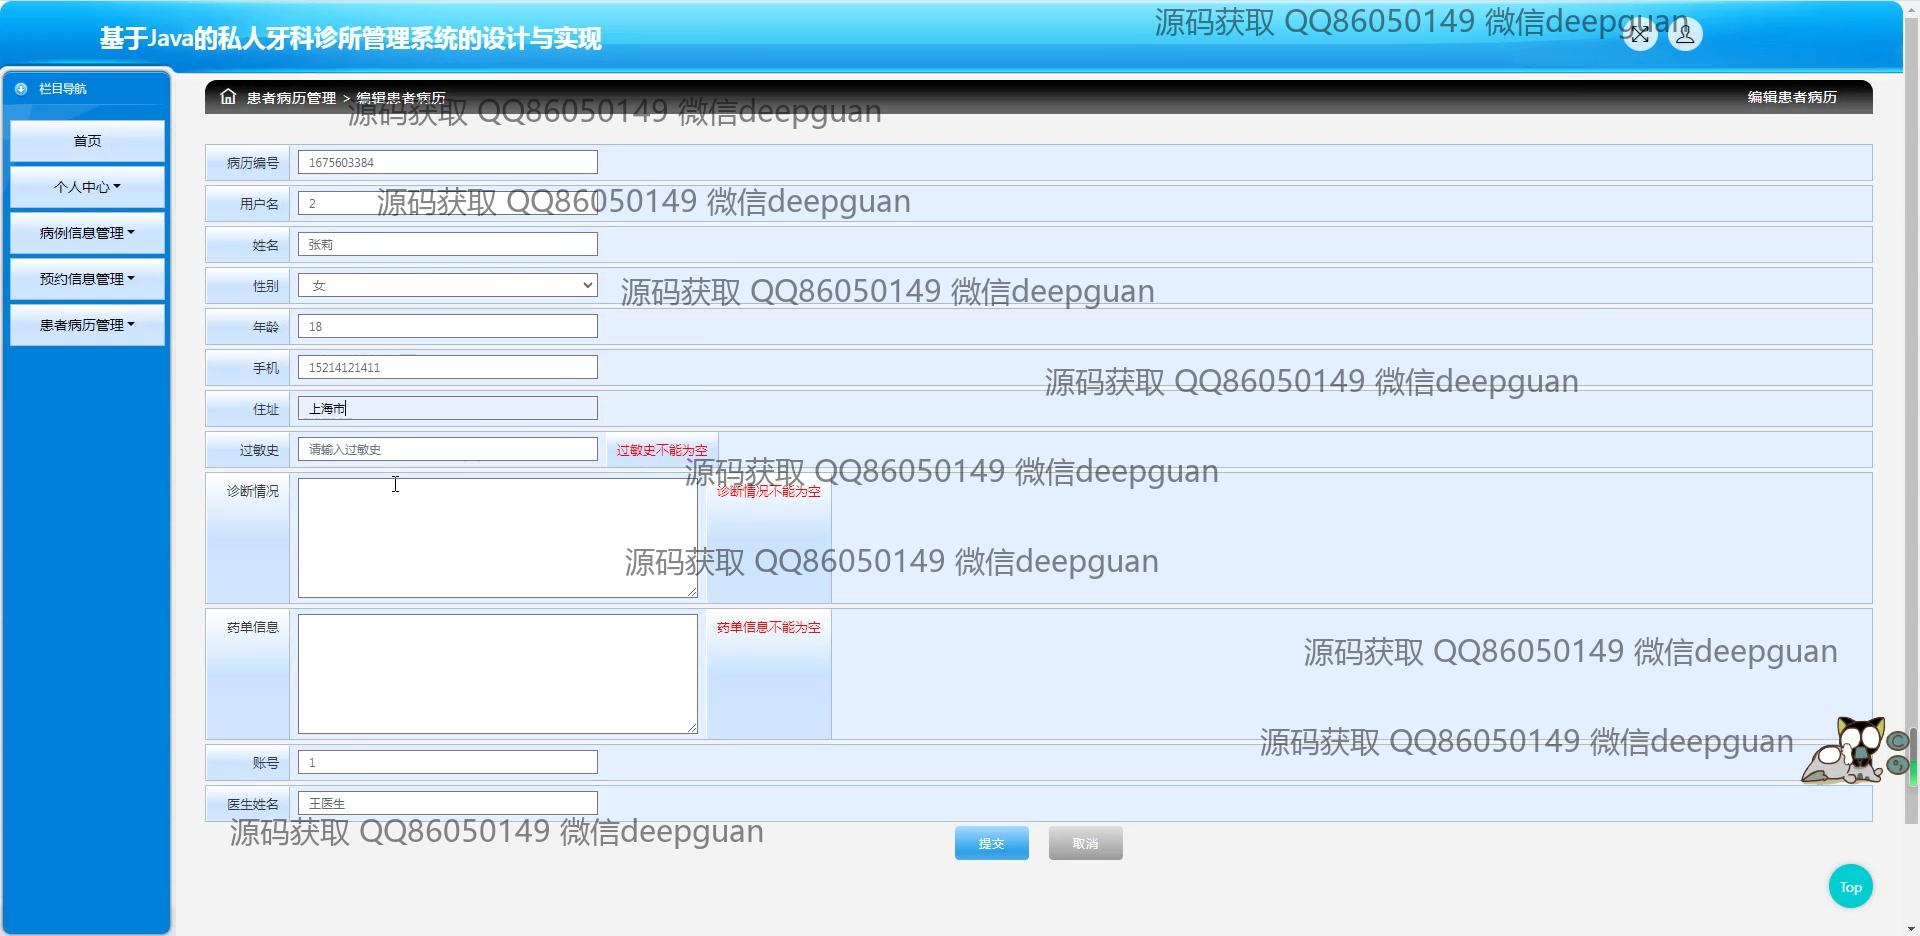 基于Java的私人牙科诊所管理系统的设计与实现
源码获取 QQ86050149 微信deepguan
栏目导航
首页
个人中心
病例信息管理
预约信息管理
患者病历管理
患者病历管理 > 编辑患者病历
编辑患者病历
源码获取 QQ86050149 微信deepguan
病历编号 1675603384
用户名 2
源码获取 QQ86050149 微信deepguan
姓名 张莉
性别 女
源码获取 QQ86050149 微信deepguan
年龄 18
手机 15214121411
源码获取 QQ86050149 微信deepguan
住址 上海市
过敏史 请输入过敏史 过敏史不能为空
源码获取 QQ86050149 微信deepguan
诊断情况 诊断情况不能为空
源码获取 QQ86050149 微信deepguan
药单信息 药单信息不能为空
源码获取 QQ86050149 微信deepguan
源码获取 QQ86050149 微信deepguan
账号 1
医生姓名 王医生
源码获取 QQ86050149 微信deepguan
提交 取消
Top